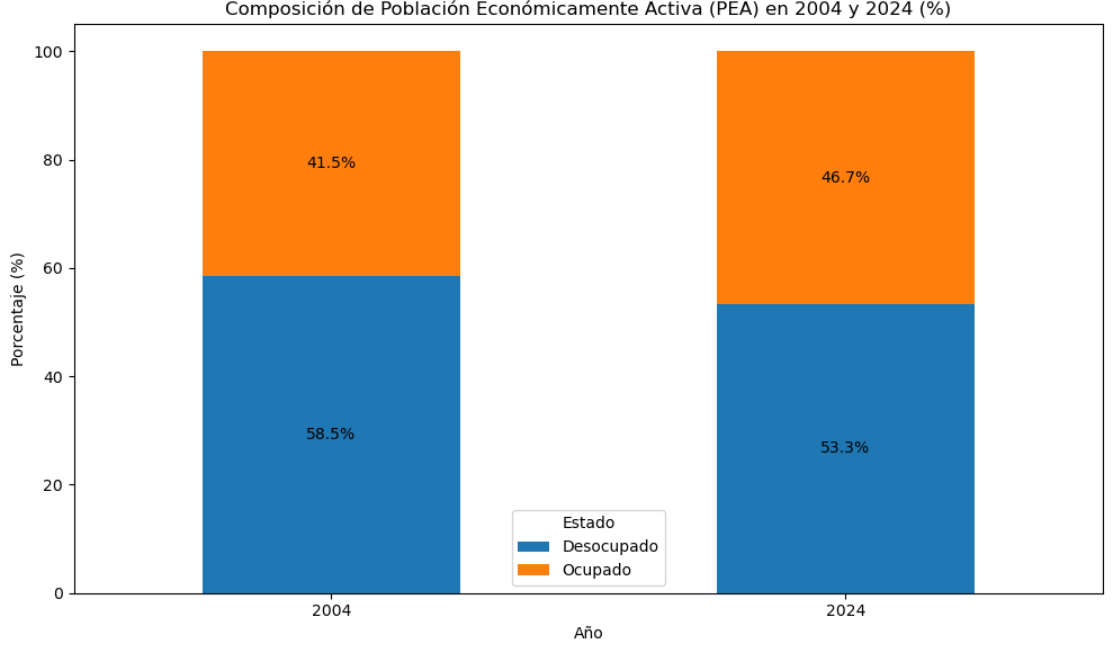 Composición de Población Económicamente Activa (PEA) en 2004 y 2024 (%)
Porcentaje (%)
100
80
60
40
20
0
41.5%
58.5%
46.7%
53.3%
Estado
Desocupado
Ocupado
2004
2024
Año